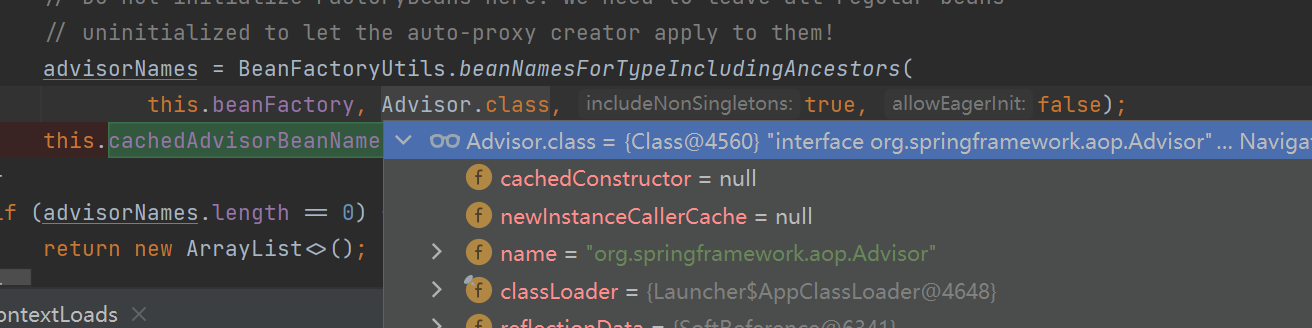 // Do not initialize FactoryBeans here: We need to leave all regular beans
// uninitialized to let the auto-proxy creator apply to them!
advisorNames = BeanFactoryUtils.beanNamesForTypeIncludingAncestors(
this.beanFactory, Advisor.class, includeNonSingletons: true, allowEagerInit: false);
this.cachedAdvisorBeanName
Advisor.class = {Class@4560} "interface org.springframework.aop.Advisor" ... Navigat
cachedConstructor = null
newInstanceCallerCache = null
if (advisorNames.length == 0)
return new ArrayList<>();
name = "org.springframework.aop.Advisor"
classLoader = {Launcher$AppClassLoader@4648}
ontextLoads
reflectionData = {SoftReference@6341}